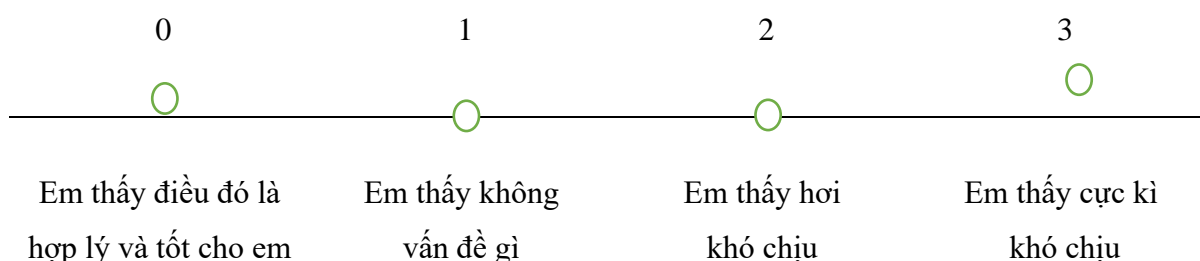 0 1 2 3
Em thấy điều đó là Em thấy không Em thấy hơi Em thấy cực kì
hợp lý và tốt cho em vấn đề gì khó chịu khó chịu